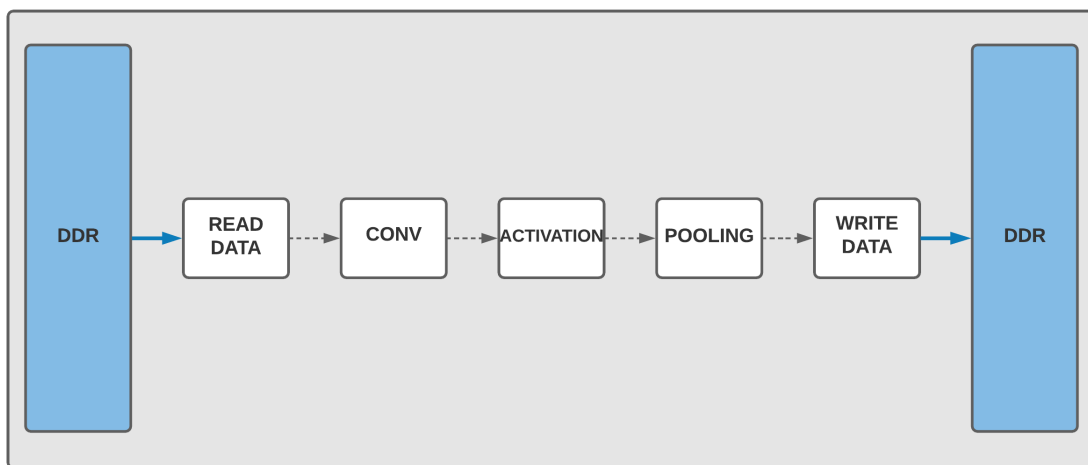 DDR
READ
DATA
CONV
ACTIVATION
POOLING
WRITE
DATA
DDR